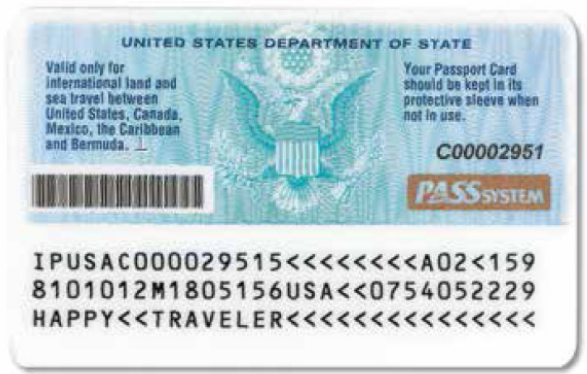 UNITED STATES DEPARTMENT OF STATE
Valid only for
international land and
sea travel between
United States, Canada,
Mexico, the Caribbean
and Bermuda.
Your Passport Card
should be kept in its
protective sleeve when
not in use.
C00002951
PASS SYSTEM
IPUSAC000029515<<<<<<<<A02<159
8101012M1805156USA<<0754052229
HAPPY<<TRAVELER<<<<<<<<<<<<<<<